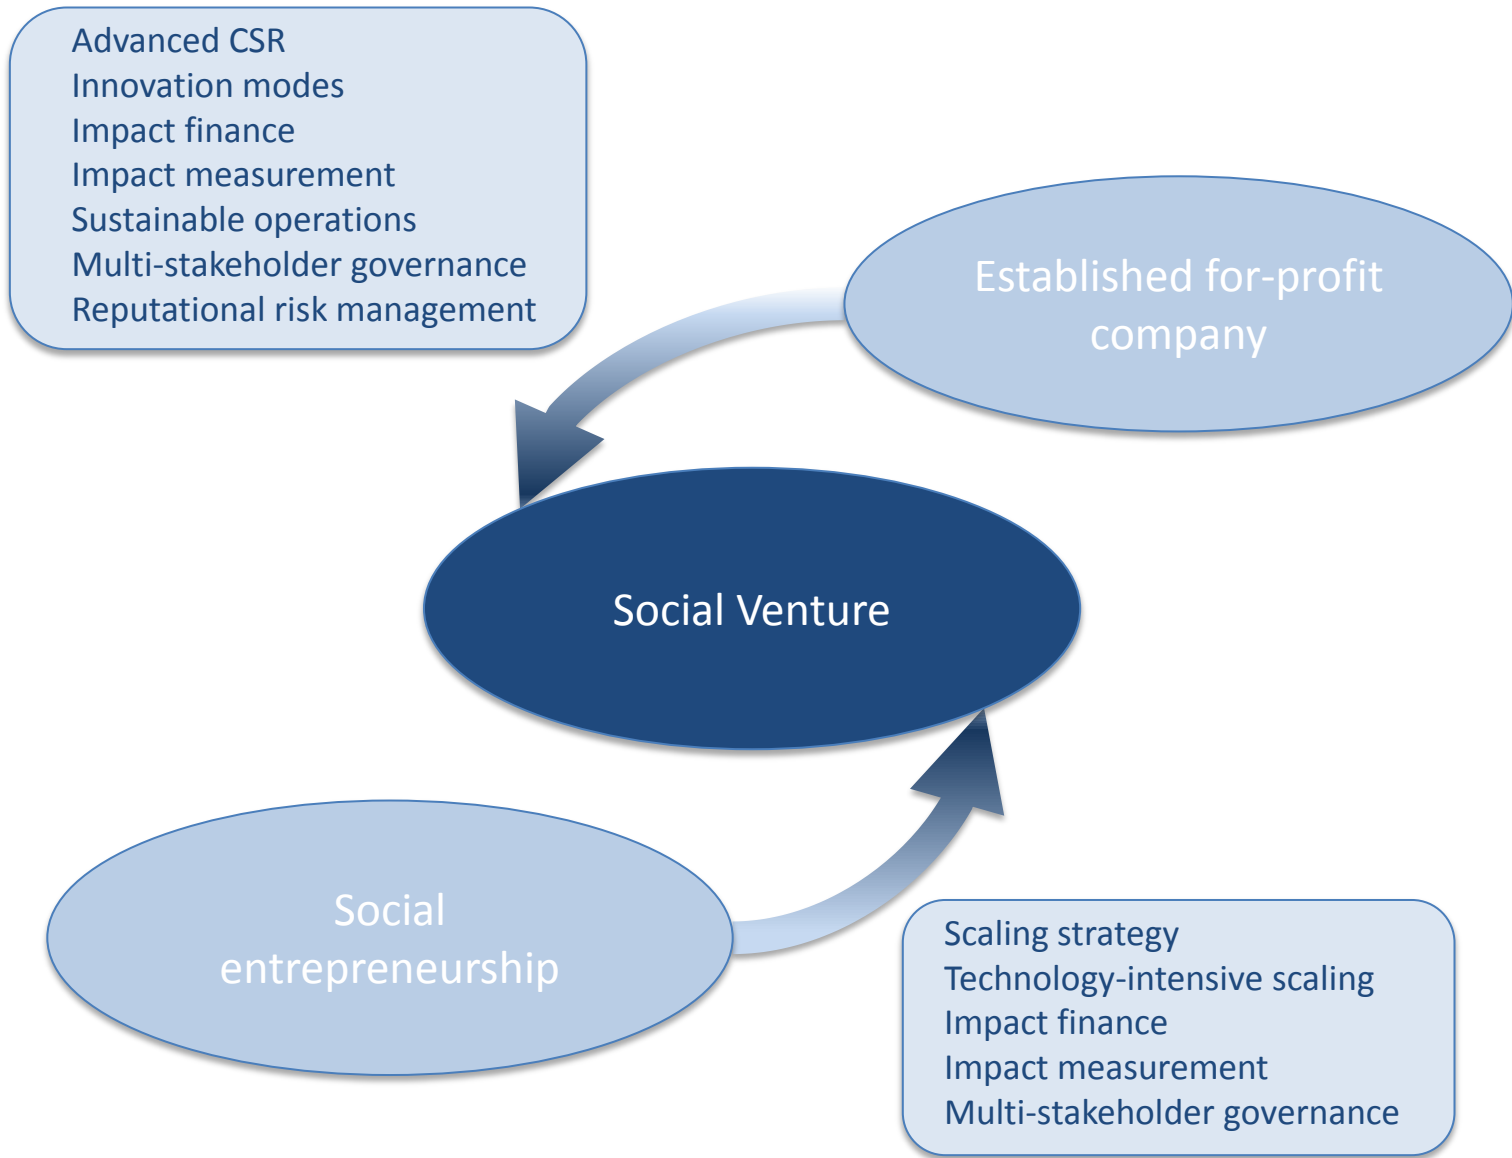 Advanced CSR
Innovation modes
Impact finance
Impact measurement
Sustainable operations
Multi-stakeholder governance
Reputational risk management
Established for-profit
company
Social Venture
Social
entrepreneurship
Scaling strategy
Technology-intensive scaling
Impact finance
Impact measurement
Multi-stakeholder governance